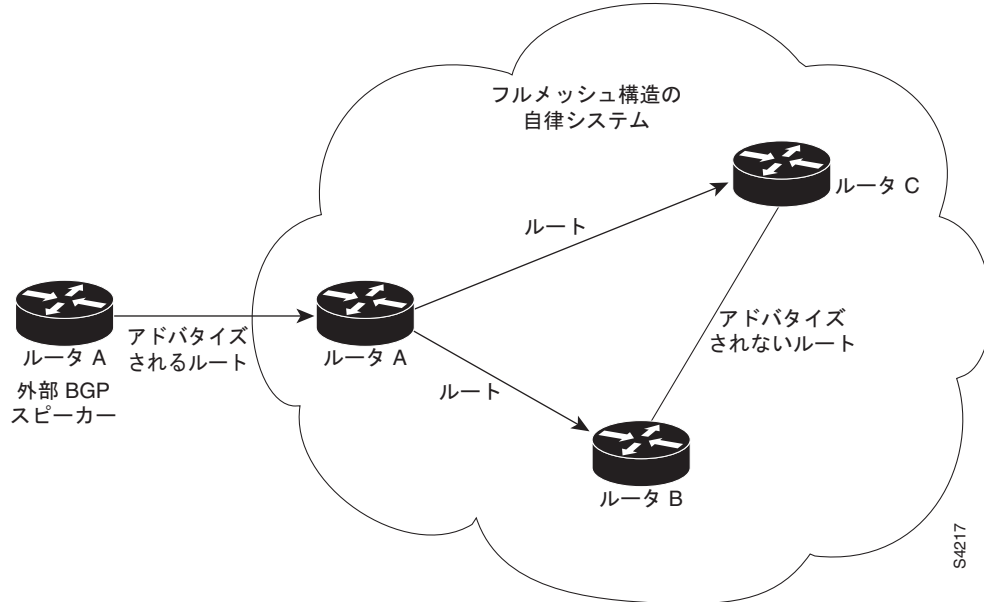 フルメッシュ構造の
自律システム
ルータ C
ルート
アドバタイズ
されるルート
ルータ A
外部 BGP
スピーカー
ルータ A
アドバタイズ
されないルート
ルート
ルータ B
S4217